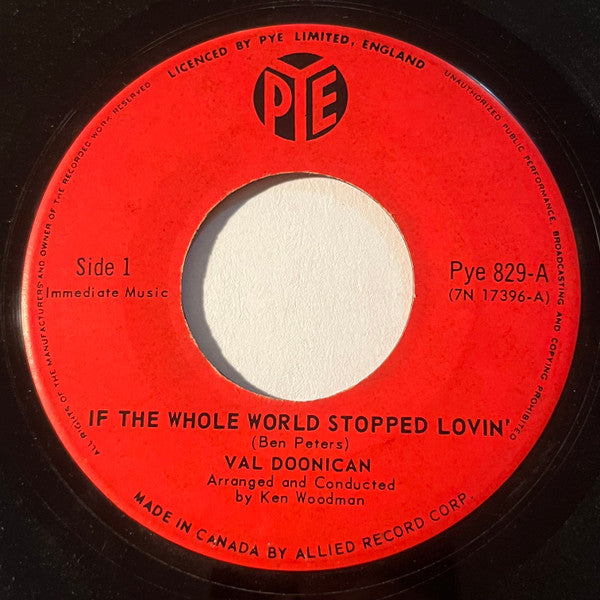 LICENCED BY PYE LIMITED, ENGLAND
PYE
UNAUTHORIZED PUBLIC PERFORMANCE, BROADCASTING AND COPYING PROHIBITED
ALL RIGHTS OF THE MANUFACTURERS AND OWNER OF THE RECORDED WORK RESERVED
Side 1
Immediate Music
Pye 829-A
(7N 17396-A)
IF THE WHOLE WORLD STOPPED LOVIN'
(Ben Peters)
VAL DOONICAN
Arranged and Conducted
by Ken Woodman
MADE IN CANADA BY ALLIED RECORD CORP.